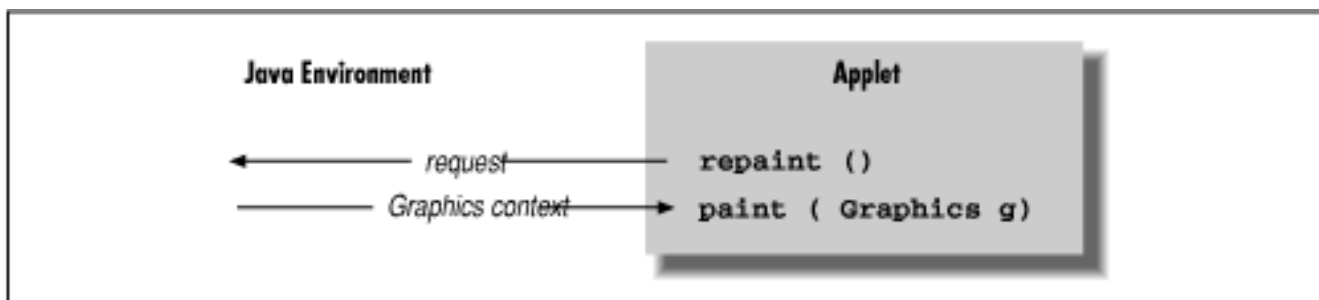 Java Environment
Applet
request
repaint ()
Graphics context
paint ( Graphics g)